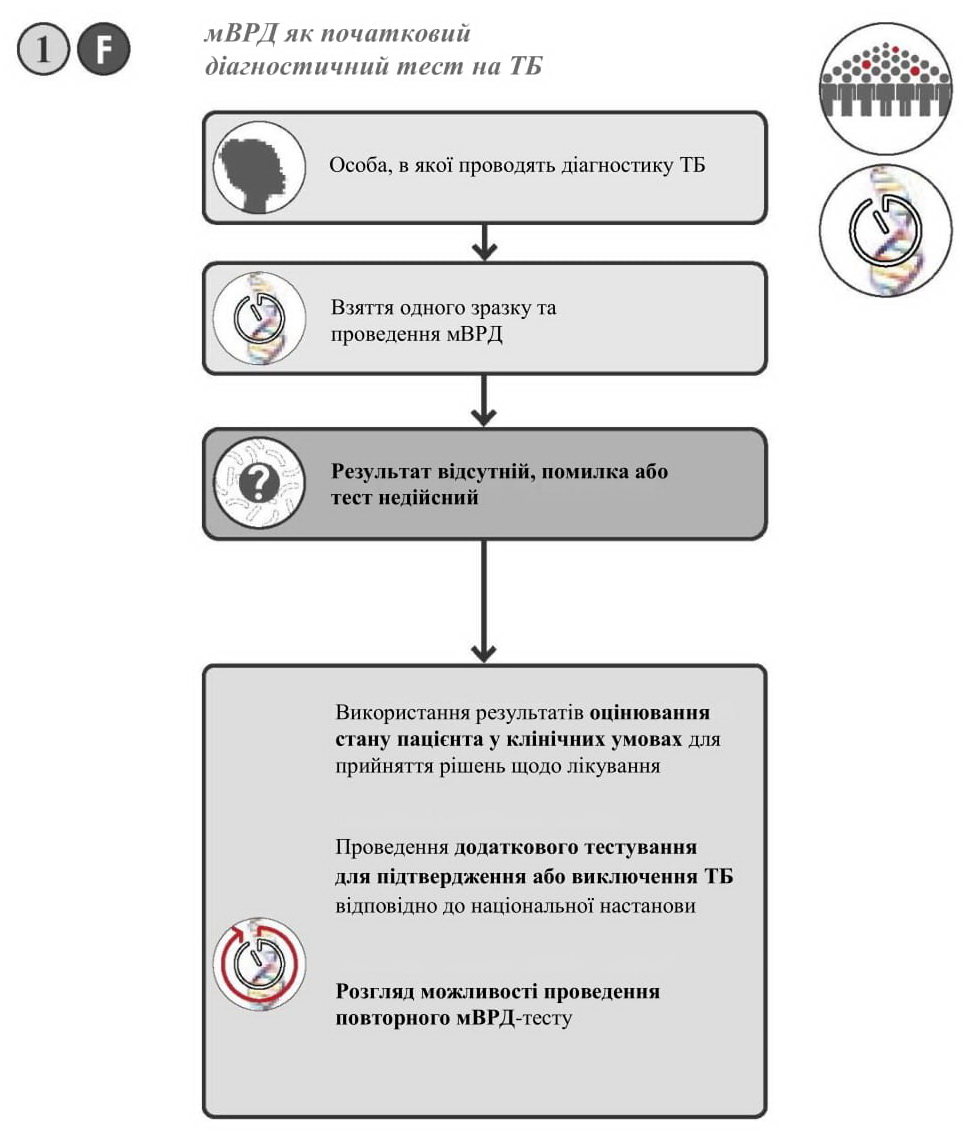 1 F
мВРД як початковий
діагностичний тест на ТБ
Особа, в якої проводять діагностику ТБ
Взяття одного зразку та
проведення мВРД
?
Результат відсутній, помилка або
тест недійсний
Використання результатів оцінювання
стану пацієнта у клінічних умовах для
прийняття рішень щодо лікування
Проведення додаткового тестування
для підтвердження або виключення ТБ
відповідно до національної настанови
Розгляд можливості проведення
повторного мВРД-тесту